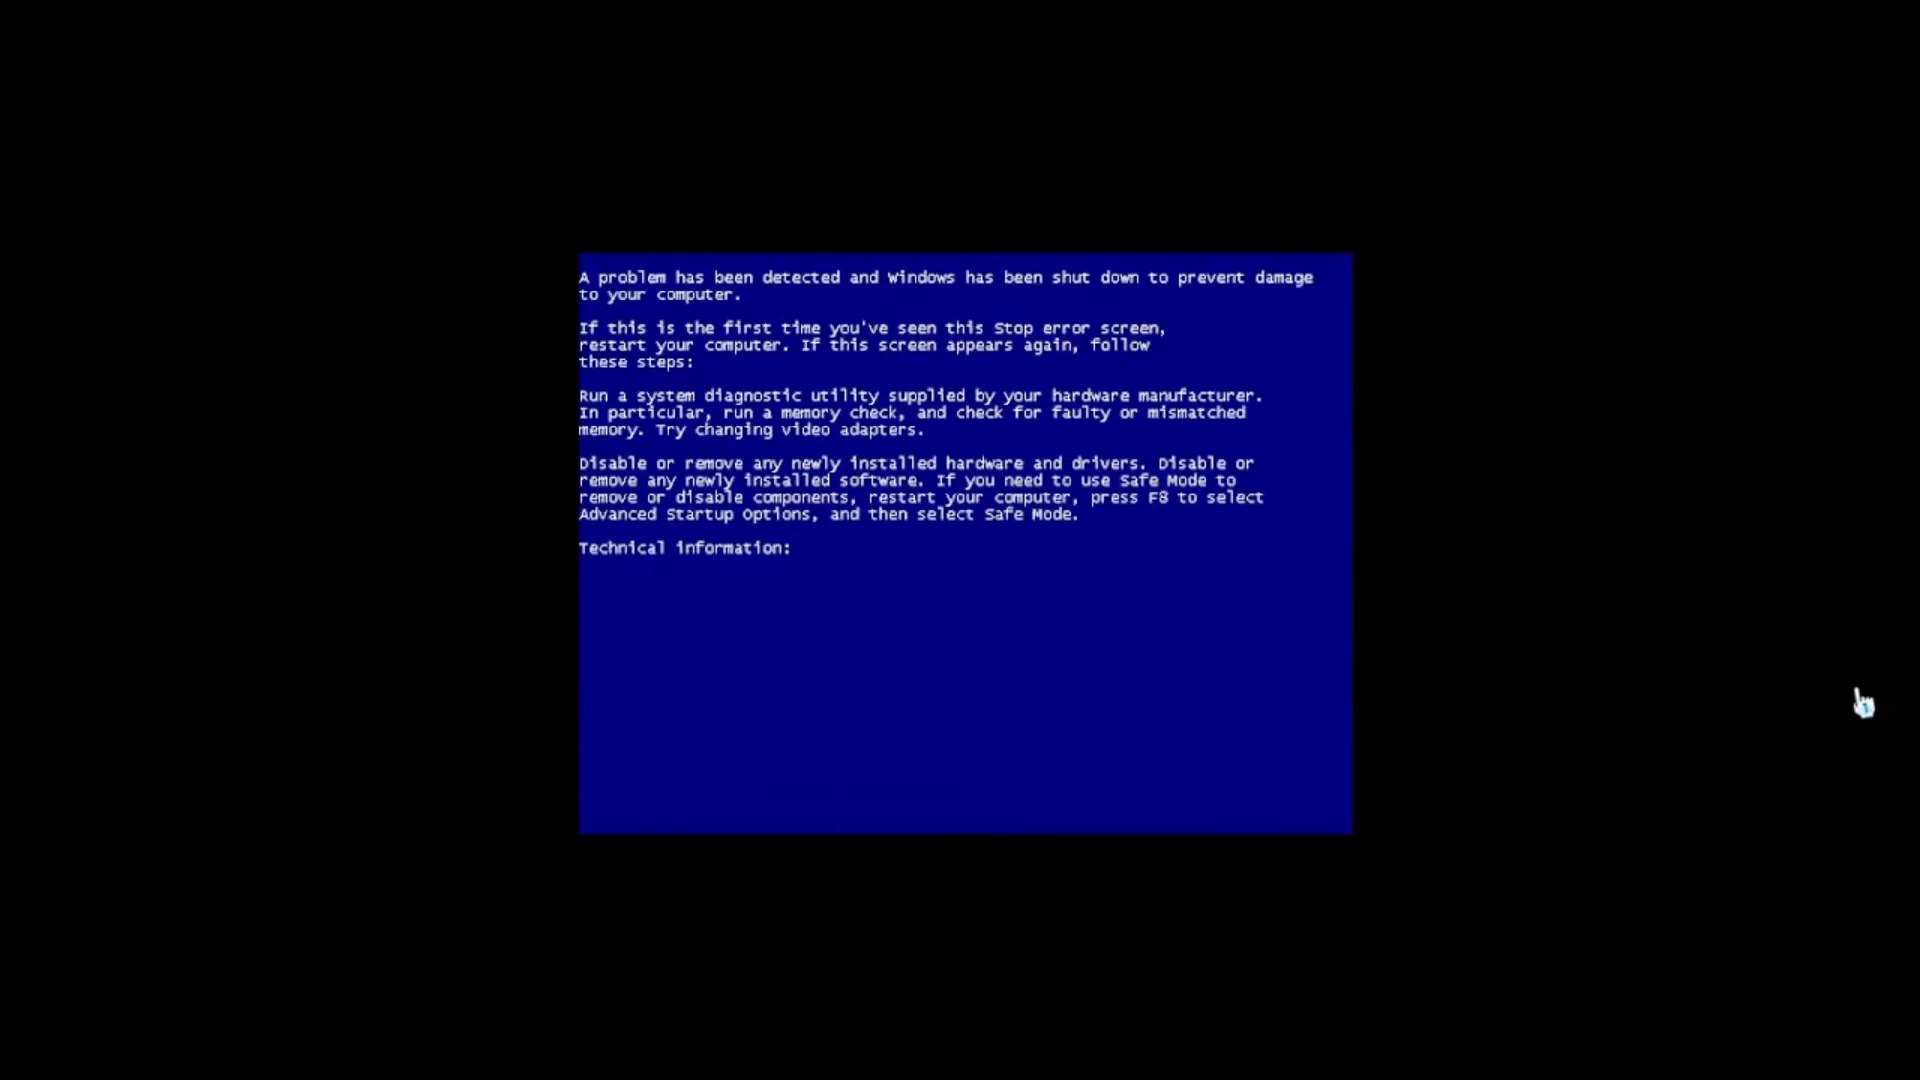 A problem has been detected and Windows has been shut down to prevent damage
to your computer.
If this is the first time you've seen this Stop error screen,
restart your computer. If this screen appears again, follow
these steps:
Run a system diagnostic utility supplied by your hardware manufacturer.
In particular, run a memory check, and check for faulty or mismatched
memory. Try changing video adapters.
Disable or remove any newly installed hardware and drivers. Disable or
remove any newly installed software. If you need to use Safe Mode to
remove or disable components, restart your computer, press F8 to select
Advanced Startup Options, and then select Safe Mode.
Technical information: